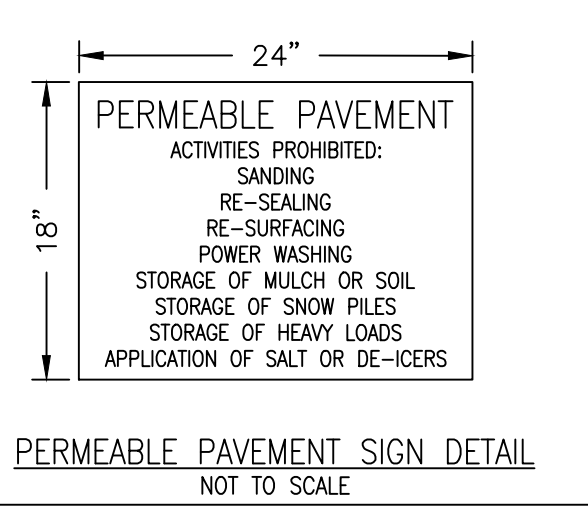 24”
18”
PERMEABLE PAVEMENT
ACTIVITIES PROHIBITED:
SANDING
RE-SEALING
RE-SURFACING
POWER WASHING
STORAGE OF MULCH OR SOIL
STORAGE OF SNOW PILES
STORAGE OF HEAVY LOADS
APPLICATION OF SALT OR DE-ICERS
PERMEABLE PAVEMENT SIGN DETAIL
NOT TO SCALE